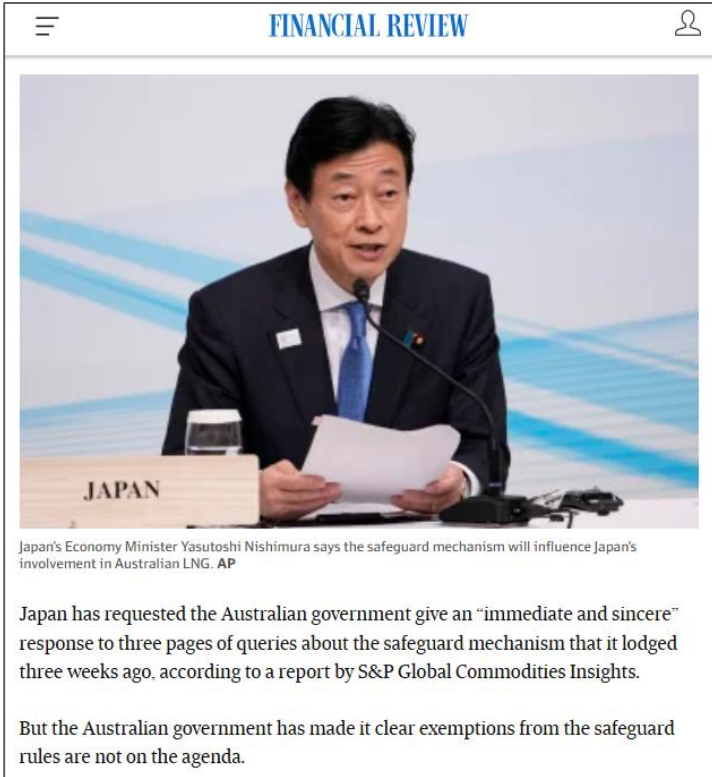 FINANCIAL REVIEW
JAPAN
Japan's Economy Minister Yasutoshi Nishimura says the safeguard mechanism will influence Japan's
involvement in Australian LNG. AP
Japan has requested the Australian government give an “immediate and sincere”
response to three pages of queries about the safeguard mechanism that it lodged
three weeks ago, according to a report by S&P Global Commodities Insights.
But the Australian government has made it clear exemptions from the safeguard
rules are not on the agenda.